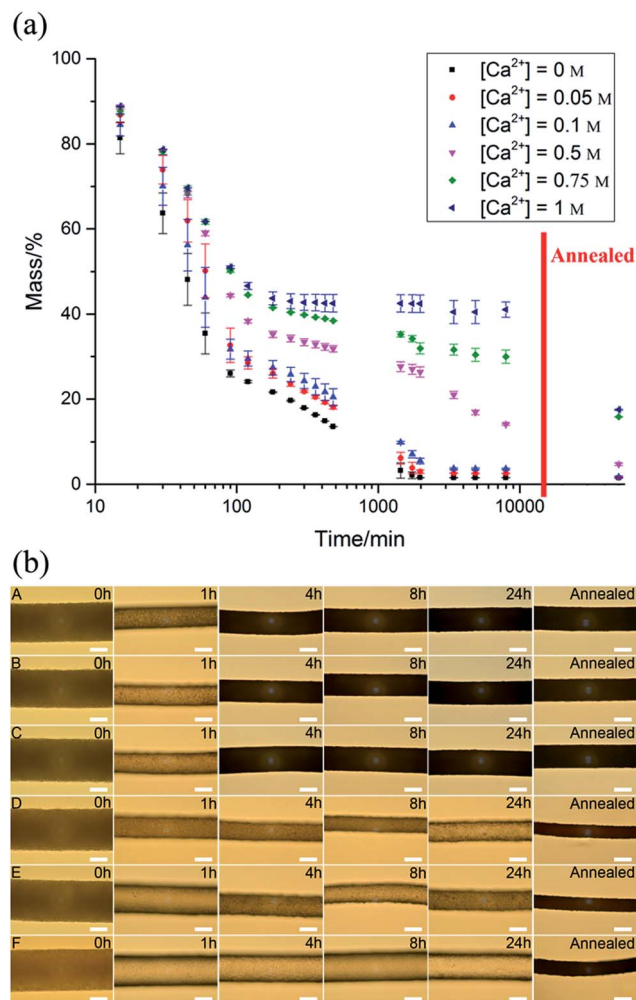 (a)
100
80
60
40
20
0
Mass/%
[Ca²⁺] = 0 M
[Ca²⁺] = 0.05 M
[Ca²⁺] = 0.1 M
[Ca²⁺] = 0.5 M
[Ca²⁺] = 0.75 M
[Ca²⁺] = 1 M
Annealed
10 100 1000 10000
Time/min
(b)
A 0h 1h 4h 8h 24h Annealed
B 0h 1h 4h 8h 24h Annealed
C 0h 1h 4h 8h 24h Annealed
D 0h 1h 4h 8h 24h Annealed
E 0h 1h 4h 8h 24h Annealed
F 0h 1h 4h 8h 24h Annealed